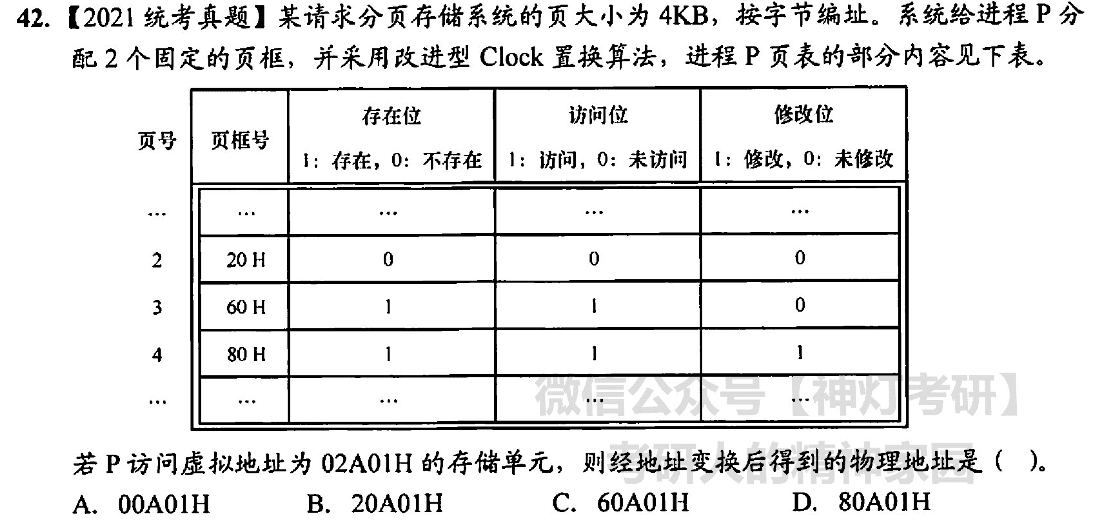 42.【2021 统考真题】某请求分页存储系统的页大小为 4KB，按字节编址。系统给进程 P 分
配 2 个固定的页框，并采用改进型 Clock 置换算法，进程 P 页表的部分内容见下表。
页号 页框号 存在位 访问位 修改位
1：存在，0：不存在 1：访问，0：未访问 1：修改，0：未修改
… … … … …
2 20 H 0 0 0
3 60 H 1 1 0
4 80 H 1 1 1
… … … … …
微信公众号【神灯考研】
考研人的精神家园
若 P 访问虚拟地址为 02A01H 的存储单元，则经地址变换后得到的物理地址是（ ）。
A. 00A01H B. 20A01H C. 60A01H D. 80A01H